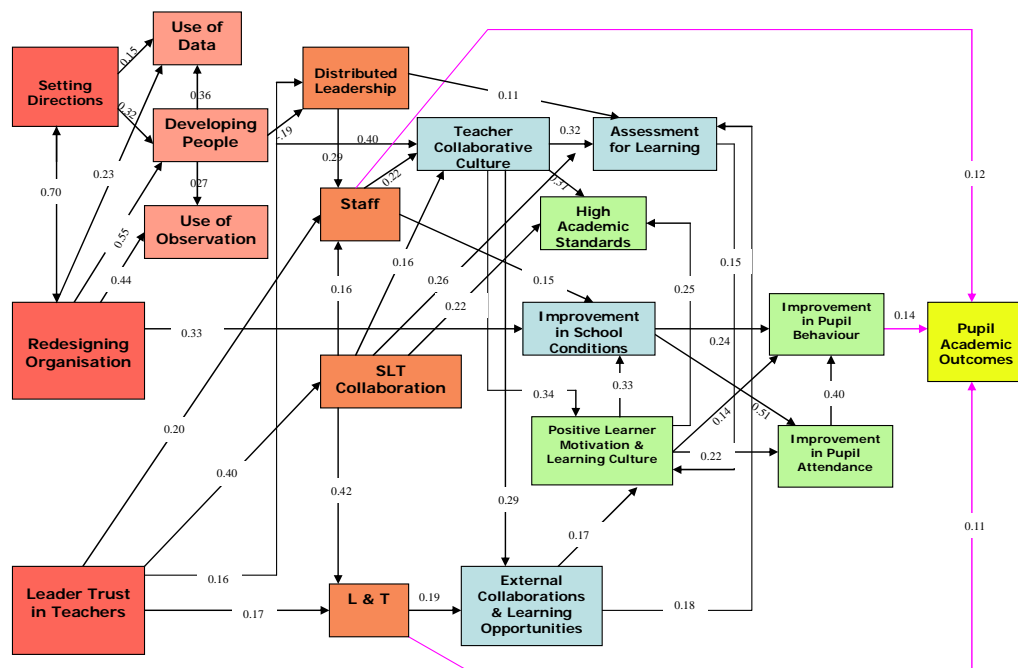 Use of
Data
0.15
Setting
Directions
Distributed
Leadership
0.11
0.36
0.32
Developing
People
-.19
0.40
Teacher
Collaborative
Culture
0.32
Assessment
for Learning
0.12
0.23
0.29
0.22
0.31
0.70
0.27
Staff
High
Academic
Standards
Use of
Observation
0.55
0.16
0.15
0.44
0.26
0.22
0.15
0.25
0.16
Redesigning
Organisation
0.33
Improvement
in School
Conditions
0.24
Improvement
in Pupil
Behaviour
0.14
Pupil
Academic
Outcomes
SLT
Collaboration
0.34
0.33
0.14
0.51
0.40
0.20
Positive Learner
Motivation &
Learning Culture
0.22
Improvement
in Pupil
Attendance
0.40
0.42
0.29
0.17
0.11
0.16
Leader Trust
in Teachers
0.17
L & T
0.19
External
Collaborations
& Learning
Opportunities
0.18